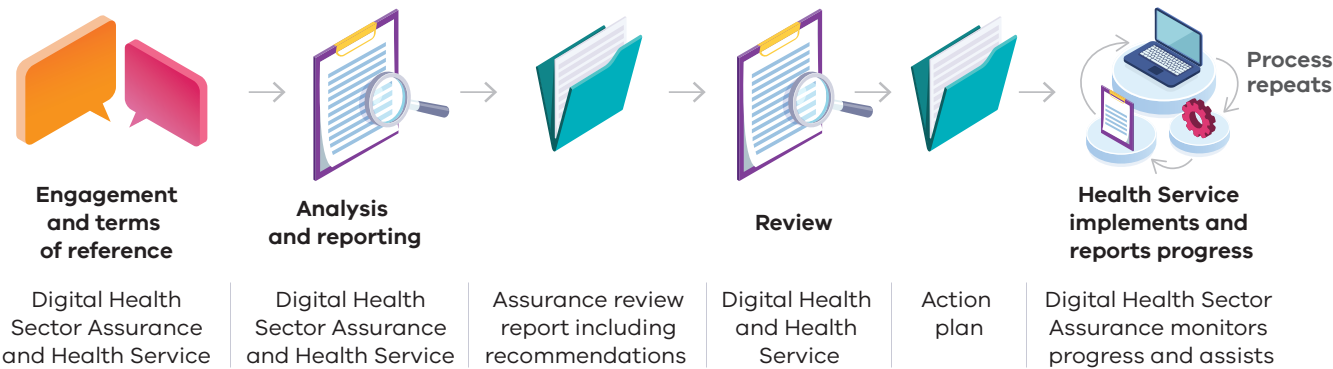 Process
repeats
Engagement
and terms
of reference
Analysis
and reporting
Review
Health Service
implements and
reports progress
Digital Health
Sector Assurance
and Health Service
Digital Health
Sector Assurance
and Health Service
Assurance review
report including
recommendations
Digital Health
and Health
Service
Action
plan
Digital Health Sector
Assurance monitors
progress and assists